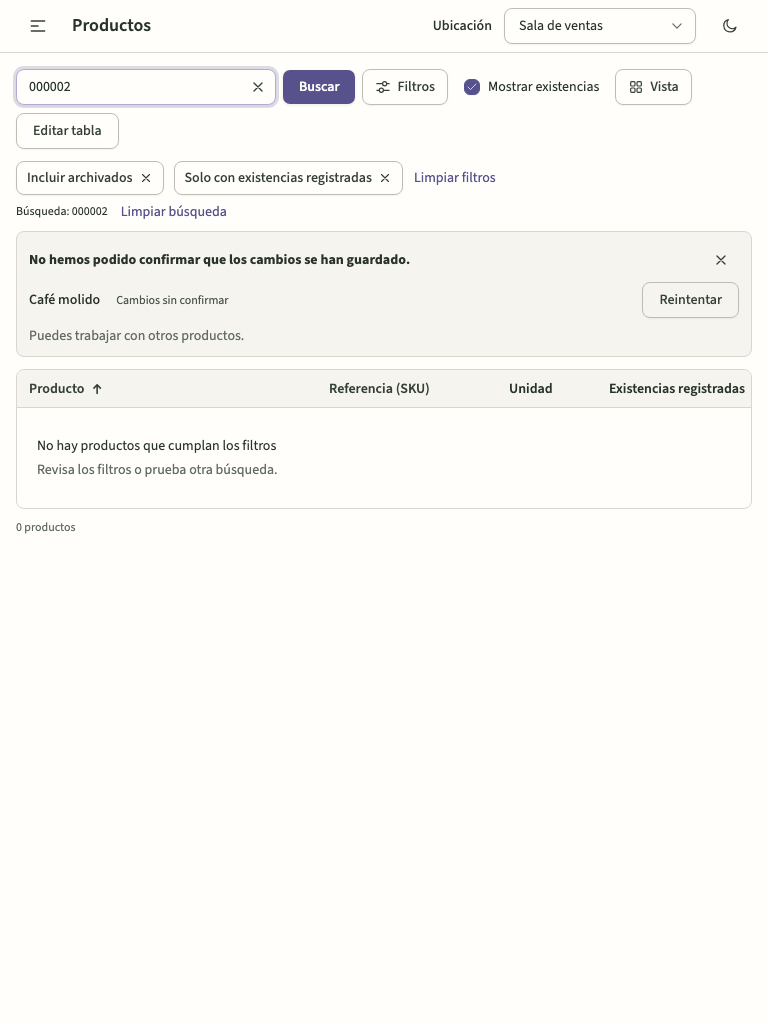 Productos
Ubicación
Sala de ventas
000002
Buscar
Filtros
Mostrar existencias
Vista
Editar tabla
Incluir archivados
Solo con existencias registradas
Limpiar filtros
Búsqueda: 000002
Limpiar búsqueda
No hemos podido confirmar que los cambios se han guardado.
Café molido
Cambios sin confirmar
Reintentar
Puedes trabajar con otros productos.
Producto
Referencia (SKU)
Unidad
Existencias registradas
No hay productos que cumplan los filtros
Revisa los filtros o prueba otra búsqueda.
0 productos